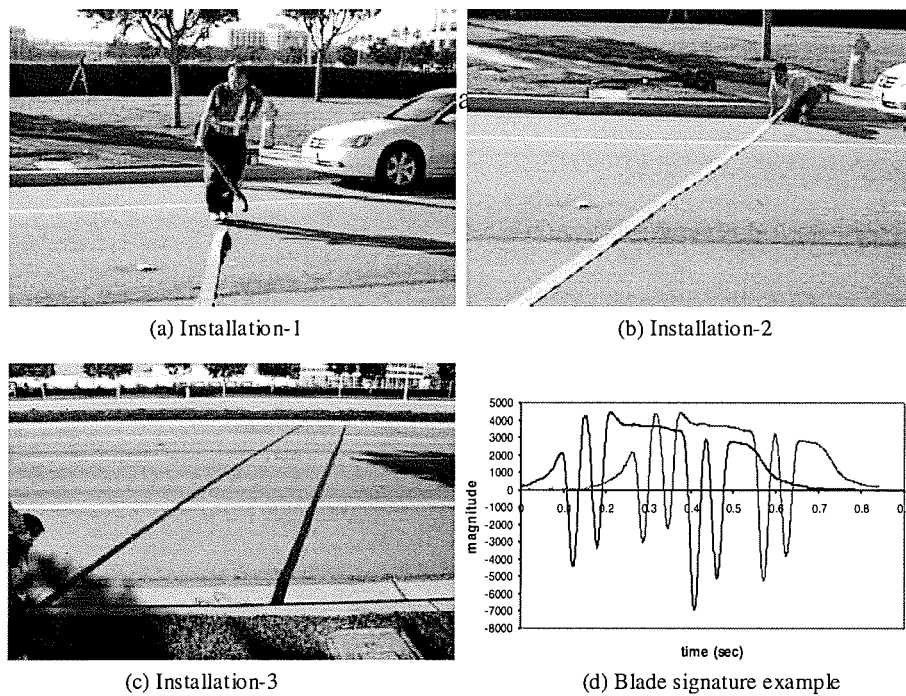 a
(a) Installation-1
(b) Installation-2
(c) Installation-3
5000
4000
3000
2000
1000
0
-1000
-2000
-3000
-4000
-5000
-6000
-7000
-8000
0 0.1 0.2 0.3 0.4 0.5 0.6 0.7 0.8 0.
magnitude
time (sec)
(d) Blade signature example